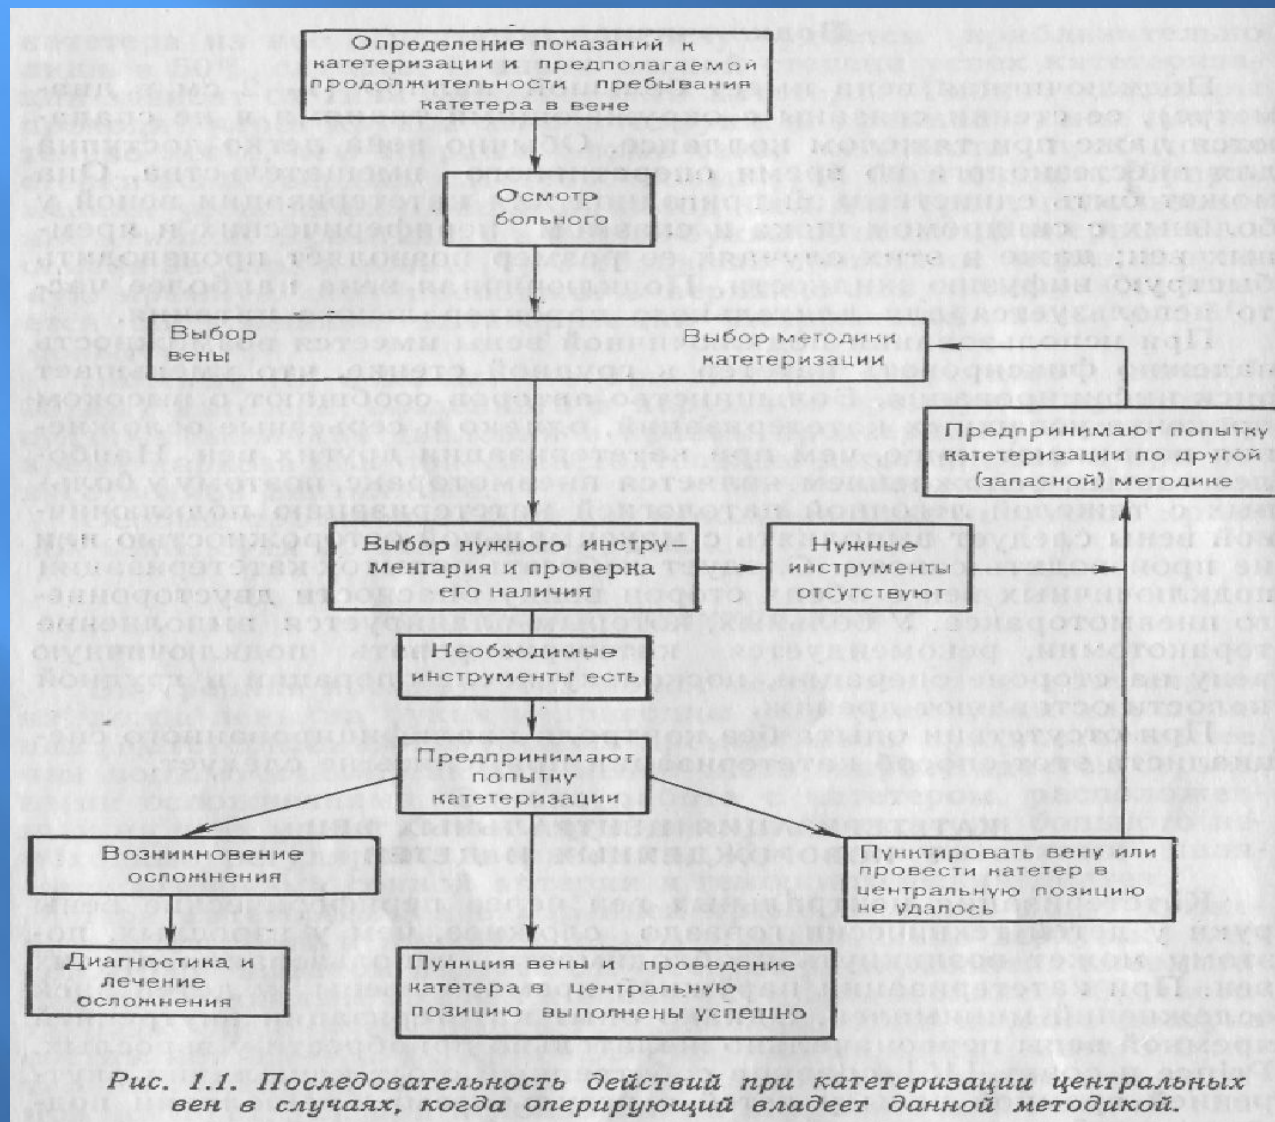 Определение показаний к
катетеризации и предполагаемой
продолжительности пребывания
катетера в вене
Осмотр
больного
Выбор
вены
Выбор методики
катетеризации
Предпринимают попытку
катетеризации по другой
(запасной) методике
Выбор нужного инстру-
ментария и проверка
его наличия
Нужные
инструменты
отсутствуют
Необходимые
инструменты есть
Предпринимают
попытку
катетеризации
Возникновение
осложнения
Пунктировать вену или
провести катетер в
центральную позицию
не удалось
Диагностика и
лечение
осложнения
Пункция вены и проведение
катетера в центральную
позицию выполнены успешно
Рис. 1.1. Последовательность действий при катетеризации центральных
вен в случаях, когда оперирующий владеет данной методикой.